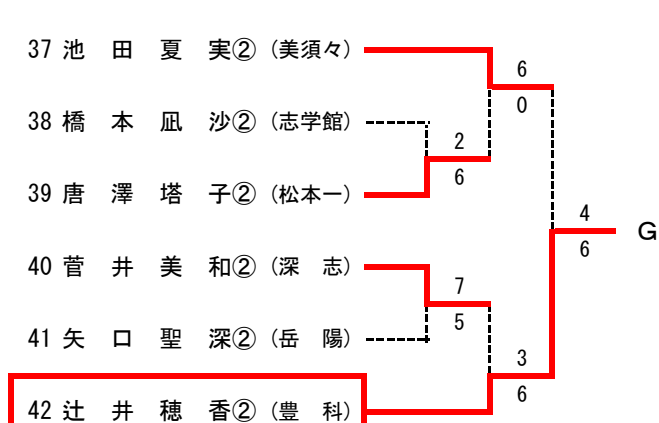 37 池 田 夏 実② (美須々)
6
0
38 橋 本 凪 沙② (志学館)
2
6
39 唐 澤 塔 子② (松本一)
4
6
G
40 菅 井 美 和② (深 志)
7
5
41 矢 口 聖 深② (岳 陽)
3
6
42 辻 井 穂 香② (豊 科)